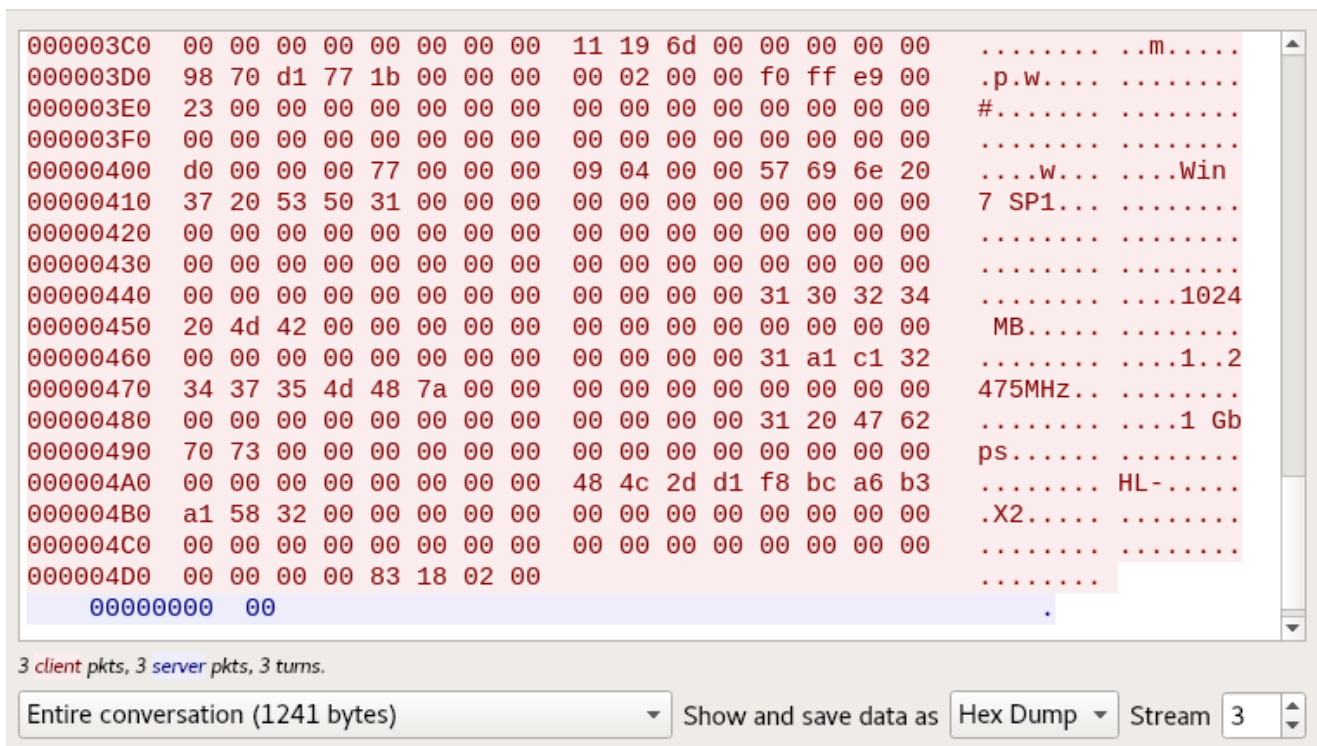 000003C0 00 00 00 00 00 00 00 00 11 19 6d 00 00 00 00 00 ........ ..m.....
000003D0 98 70 d1 77 1b 00 00 00 00 02 00 00 f0 ff e9 00 .p.w.... ........
000003E0 23 00 00 00 00 00 00 00 00 00 00 00 00 00 00 00 #....... ........
000003F0 00 00 00 00 00 00 00 00 00 00 00 00 00 00 00 00 ........ ........
00000400 d0 00 00 00 77 00 00 00 09 04 00 00 57 69 6e 20 ....w... ....Win
00000410 37 20 53 50 31 00 00 00 00 00 00 00 00 00 00 00 7 SP1... ........
00000420 00 00 00 00 00 00 00 00 00 00 00 00 00 00 00 00 ........ ........
00000430 00 00 00 00 00 00 00 00 00 00 00 00 00 00 00 00 ........ ........
00000440 00 00 00 00 00 00 00 00 00 00 00 00 31 30 32 34 ........ ....1024
00000450 20 4d 42 00 00 00 00 00 00 00 00 00 00 00 00 00 MB..... ........
00000460 00 00 00 00 00 00 00 00 00 00 00 00 31 a1 c1 32 ........ ....1..2
00000470 34 37 35 4d 48 7a 00 00 00 00 00 00 00 00 00 00 475MHz.. ........
00000480 00 00 00 00 00 00 00 00 00 00 00 00 31 20 47 62 ........ ....1 Gb
00000490 70 73 00 00 00 00 00 00 00 00 00 00 00 00 00 00 ps...... ........
000004A0 00 00 00 00 00 00 00 00 48 4c 2d d1 f8 bc a6 b3 ........ HL-.....
000004B0 a1 58 32 00 00 00 00 00 00 00 00 00 00 00 00 00 .X2..... ........
000004C0 00 00 00 00 00 00 00 00 00 00 00 00 00 00 00 00 ........ ........
000004D0 00 00 00 00 83 18 02 00 ........
00000000 00 .
3 client pkts, 3 server pkts, 3 turns.
Entire conversation (1241 bytes) Show and save data as Hex Dump Stream 3